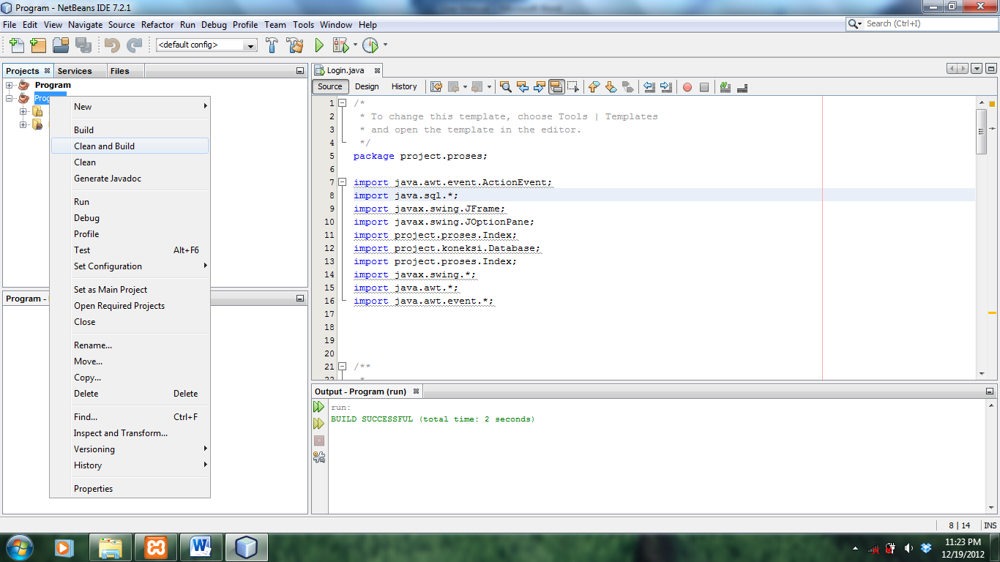 Program - NetBeans IDE 7.2.1
File Edit View Navigate Source Refactor Run Debug Profile Team Tools Window Help
Search (Ctrl+I)
<default config>
Projects Services Files
Program
New
Build
Clean and Build
Clean
Generate Javadoc
Run
Debug
Profile
Test Alt+F6
Set Configuration
Set as Main Project
Open Required Projects
Close
Rename...
Move...
Copy...
Delete Delete
Find... Ctrl+F
Inspect and Transform...
Versioning
History
Properties
Program -
Login.java
Source Design History
1 /*
2 * To change this template, choose Tools | Templates
3 * and open the template in the editor.
4 */
5 package project.proses;
6
7 import java.awt.event.ActionEvent;
8 import java.sql.*;
9 import javax.swing.JFrame;
10 import javax.swing.JOptionPane;
11 import project.proses.Index;
12 import project.koneksi.Database;
13 import project.proses.Index;
14 import javax.swing.*;
15 import java.awt.*;
16 import java.awt.event.*;
17
18
19
20
21 /**
Output - Program (run)
run:
BUILD SUCCESSFUL (total time: 2 seconds)
8 | 14 INS
11:23 PM
12/19/2012